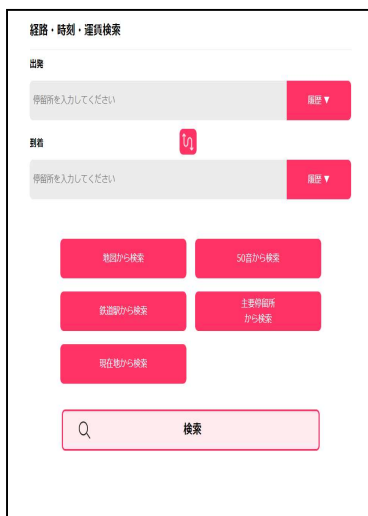 経路・時刻・運賃検索
出発
停留所を入力してください
履歴▼
到着
停留所を入力してください
履歴▼
地図から検索
50音から検索
鉄道駅から検索
主要停留所
から検索
現在地から検索
検索